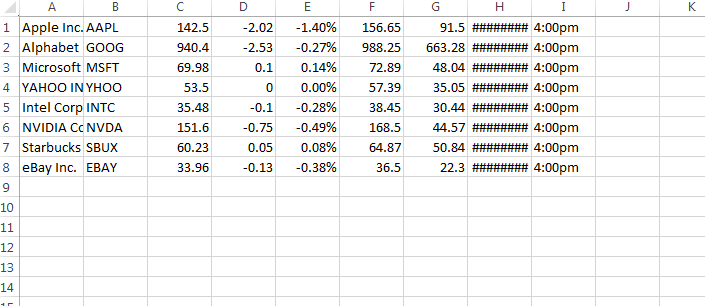 A B C D E F G H I J K
1 Apple Inc. AAPL 142.5 -2.02 -1.40% 156.65 91.5 ######## 4:00pm
2 Alphabet GOOG 940.4 -2.53 -0.27% 988.25 663.28 ######## 4:00pm
3 Microsoft MSFT 69.98 0.1 0.14% 72.89 48.04 ######## 4:00pm
4 YAHOO IN YHOO 53.5 0 0.00% 57.39 35.05 ######## 4:00pm
5 Intel Corp INTC 35.48 -0.1 -0.28% 38.45 30.44 ######## 4:00pm
6 NVIDIA Co NVDA 151.6 -0.75 -0.49% 168.5 44.57 ######## 4:00pm
7 Starbucks SBUX 60.23 0.05 0.08% 64.87 50.84 ######## 4:00pm
8 eBay Inc. EBAY 33.96 -0.13 -0.38% 36.5 22.3 ######## 4:00pm
9
10
11
12
13
14